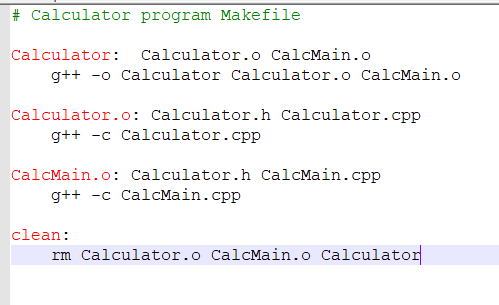 # Calculator program Makefile
Calculator:  Calculator.o CalcMain.o
    g++ -o Calculator Calculator.o CalcMain.o
Calculator.o: Calculator.h Calculator.cpp
    g++ -c Calculator.cpp
CalcMain.o: Calculator.h CalcMain.cpp
    g++ -c CalcMain.cpp
clean:
    rm Calculator.o CalcMain.o Calculator